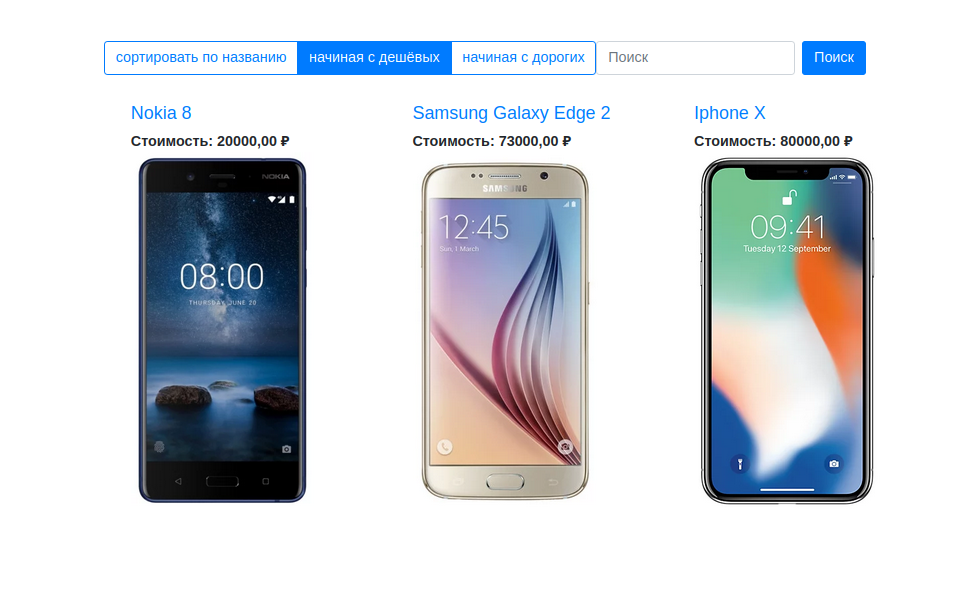 сортировать по названию
начиная с дешёвых
начиная с дорогих
Поиск
Поиск
Nokia 8
Стоимость: 20000,00 ₽
Samsung Galaxy Edge 2
Стоимость: 73000,00 ₽
Iphone X
Стоимость: 80000,00 ₽
NOKIA
08:00
THURSDAY, JUNE 20
SAMSUNG
12:45
Sun, 1 March
09:41
Tuesday 12 September